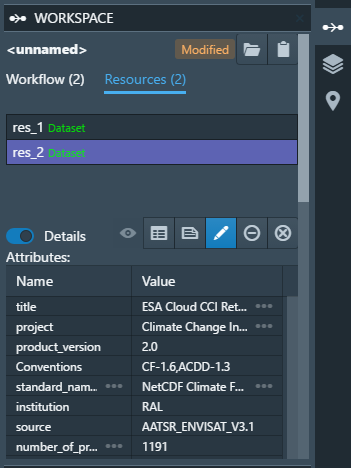 WORKSPACE
<unnamed> Modified
Workflow (2) Resources (2)
res_1 Dataset
res_2 Dataset
Details
Attributes:
Name Value
title ESA Cloud CCI Ret... •••
project Climate Change In... •••
product_version 2.0
Conventions CF-1.6,ACDD-1.3
standard_nam... ••• NetCDF Climate F... •••
institution RAL
source AATSR_ENVISAT_V3.1
number_of_pr... ••• 1191